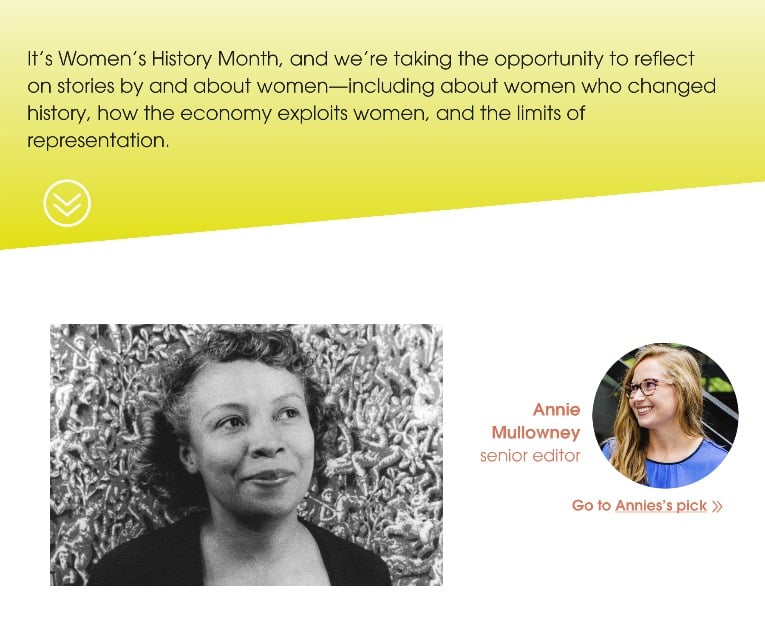 It's Women's History Month, and we're taking the opportunity to reflect
on stories by and about women—including about women who changed
history, how the economy exploits women, and the limits of
representation.
Annie
Mullowney
senior editor
Go to Annies's pick »